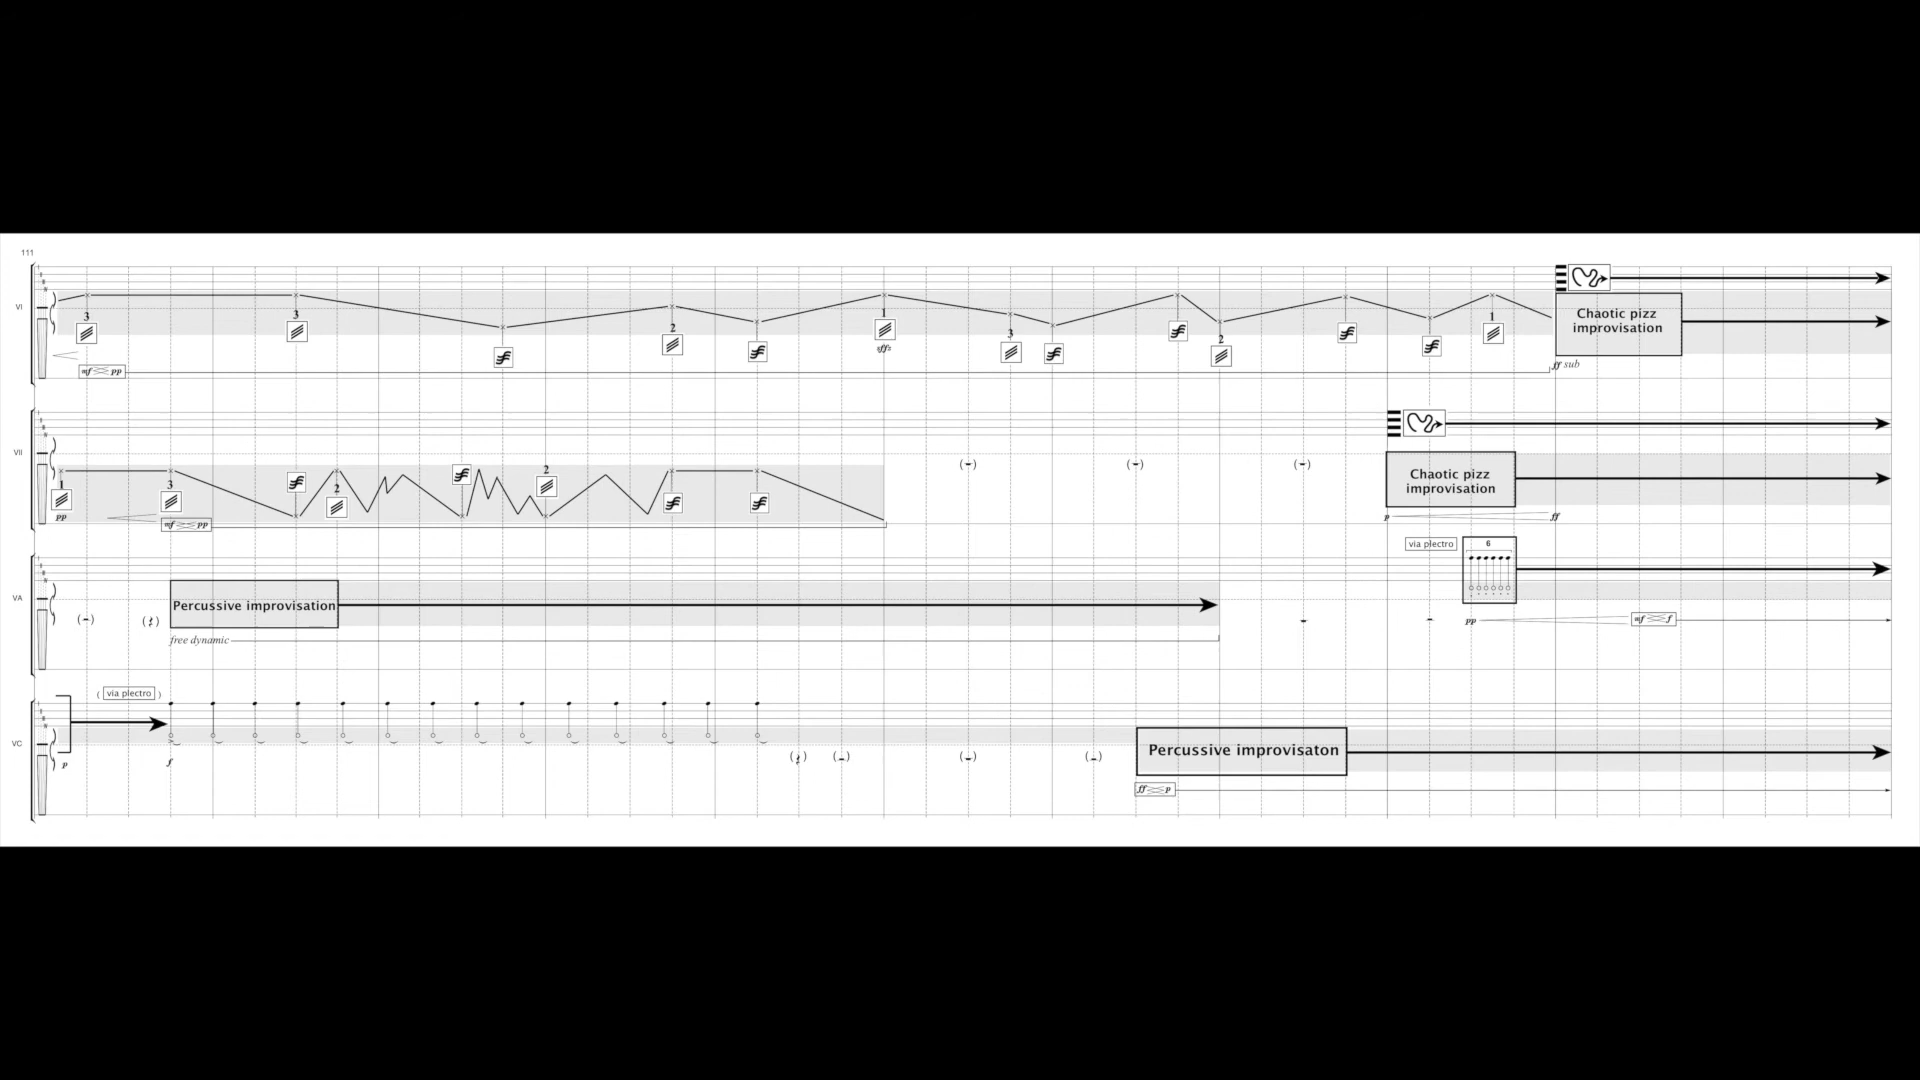 111
VI
3
3
2
1
3
2
1
Chaotic pizz
improvisation
sffz
mf pp
ff sub
VII
1
3
2
2
Chaotic pizz
improvisation
pp
mf pp
p ff
via plectro
6
VA
Percussive improvisation
free dynamic
pp
mf f
( via plectro )
VC
Percussive improvisaton
p
f
ff p